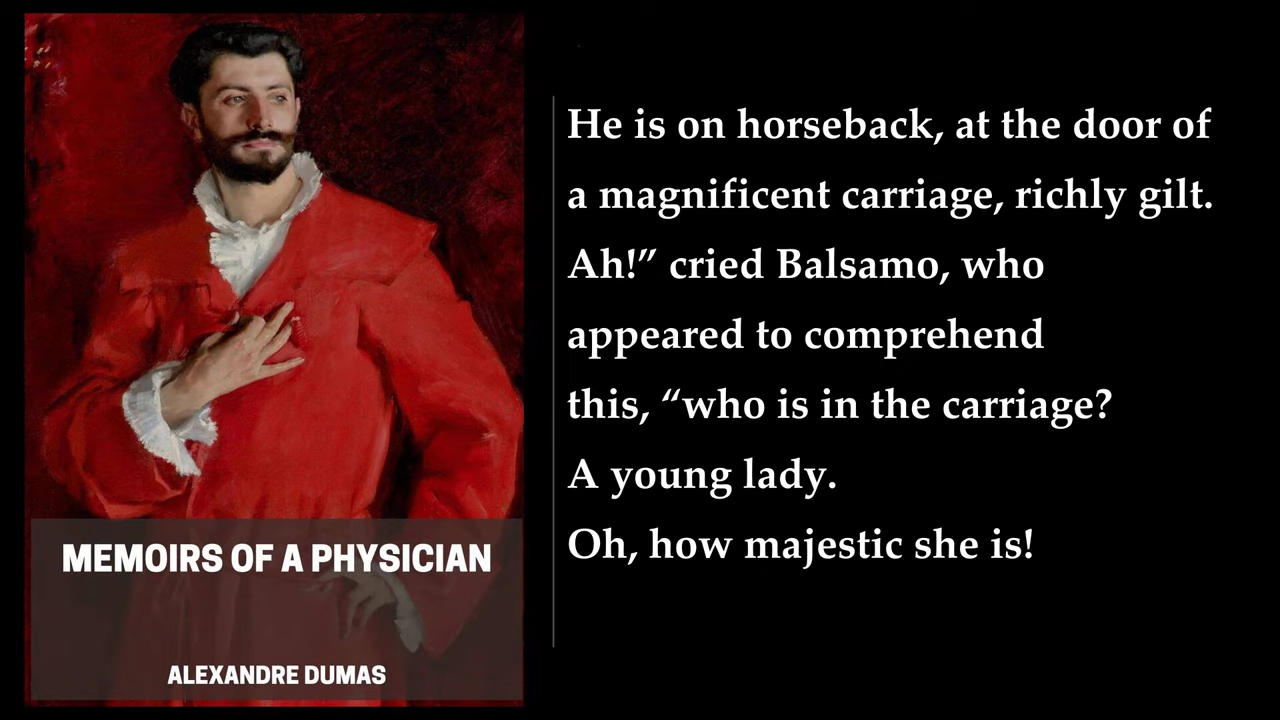 MEMOIRS OF A PHYSICIAN
ALEXANDRE DUMAS
He is on horseback, at the door of
a magnificent carriage, richly gilt.
Ah!” cried Balsamo, who
appeared to comprehend
this, “who is in the carriage?
A young lady.
Oh, how majestic she is!